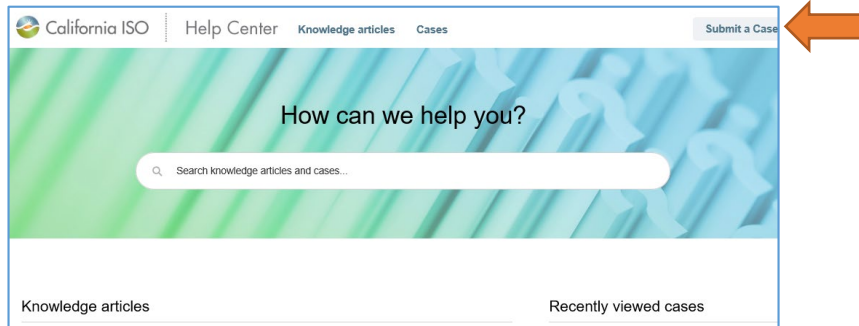 California ISO Help Center Knowledge articles Cases Submit a Case
How can we help you?
Search knowledge articles and cases...
Knowledge articles Recently viewed cases